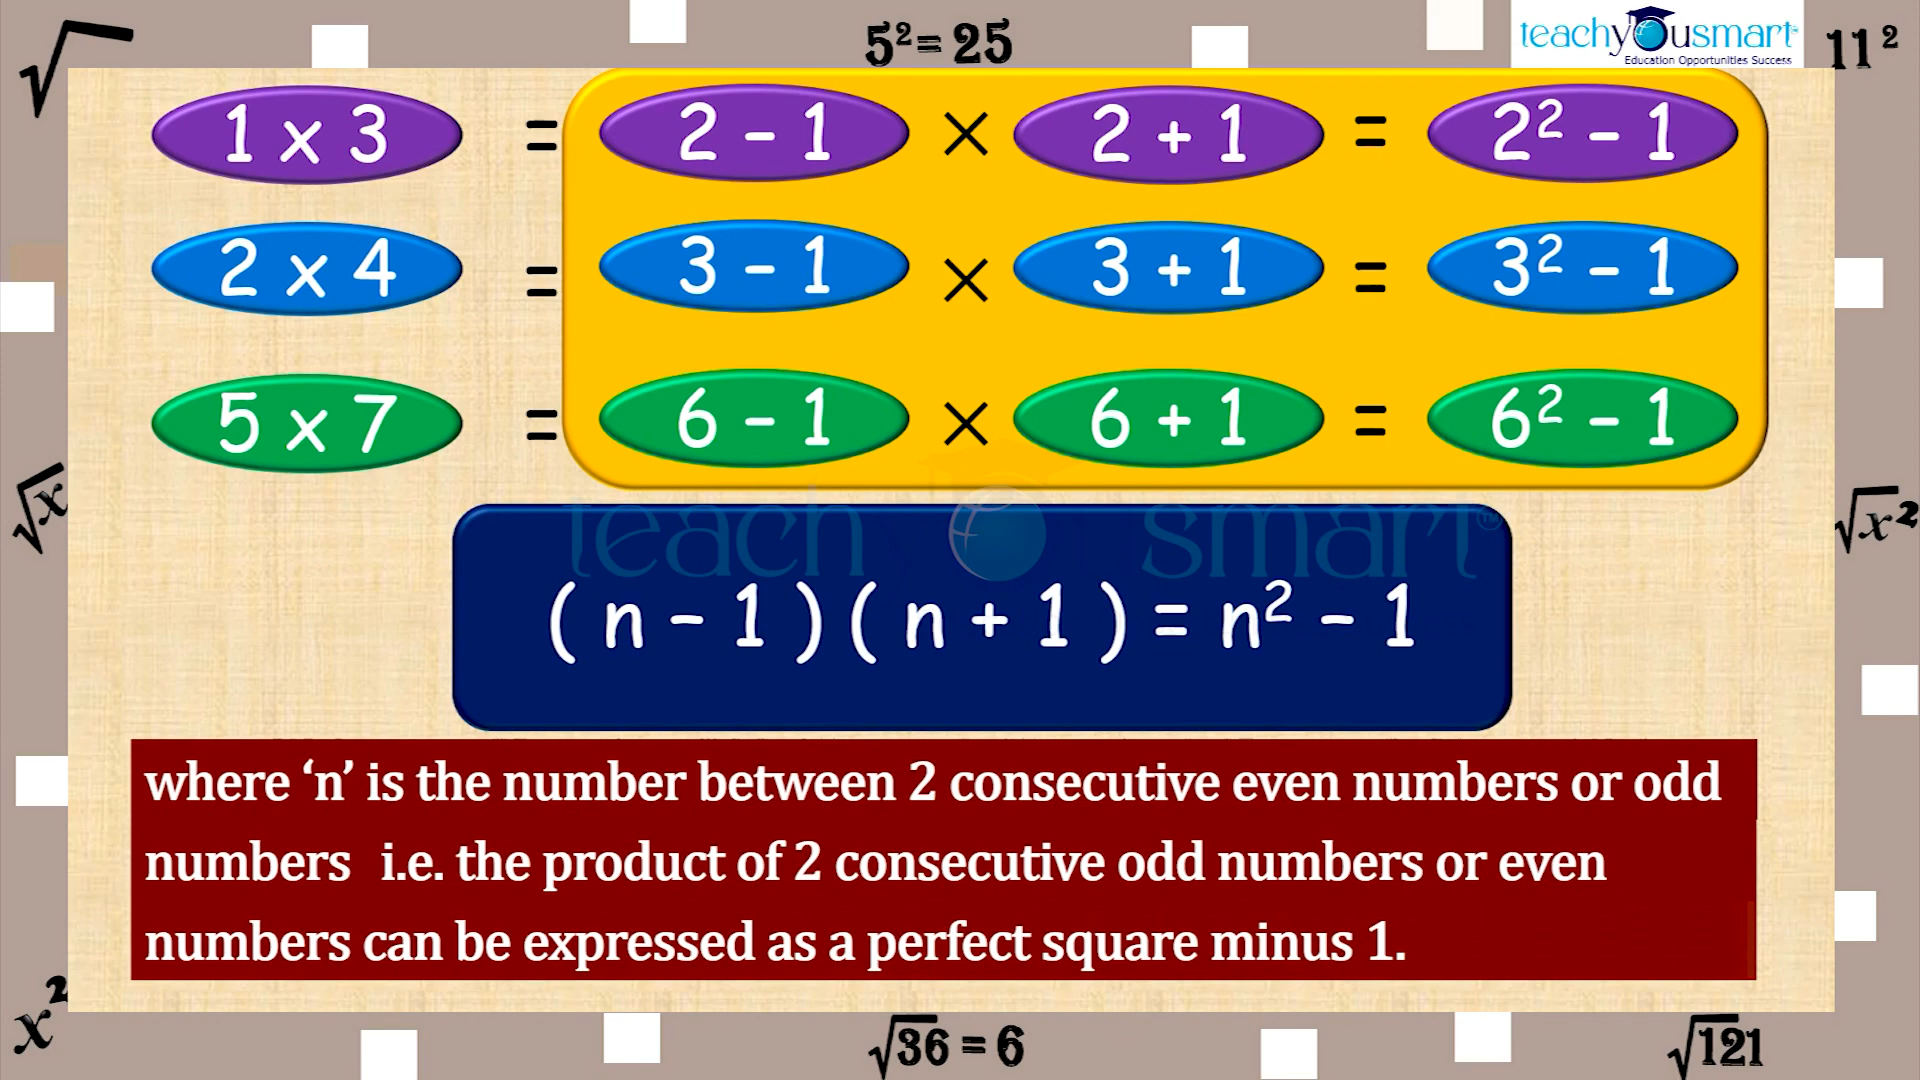 5² = 25
teachyousmart
Education Opportunities Success
11²
√
1 x 3 = 2 - 1 × 2 + 1 = 2² - 1
2 x 4 = 3 - 1 × 3 + 1 = 3² - 1
5 x 7 = 6 - 1 × 6 + 1 = 6² - 1
√x
√x²
teach smart™
( n - 1 ) ( n + 1 ) = n² - 1
where ‘n’ is the number between 2 consecutive even numbers or odd
numbers i.e. the product of 2 consecutive odd numbers or even
numbers can be expressed as a perfect square minus 1.
x²
√36 = 6
√121